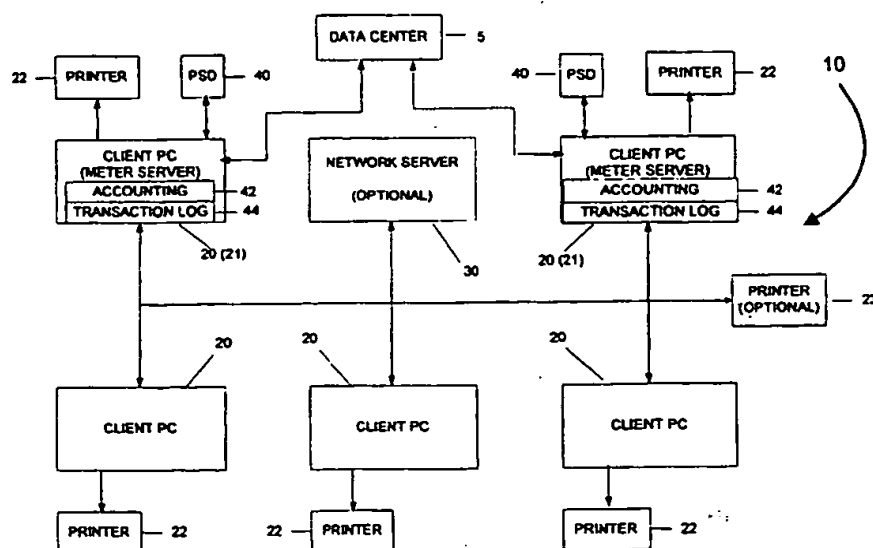 DATA CENTER
5
22
PRINTER
PSD
40
40
PSD
PRINTER
22
10
CLIENT PC
(METER SERVER)
ACCOUNTING
42
TRANSACTION LOG
44
20 (21)
NETWORK SERVER
(OPTIONAL)
30
CLIENT PC
(METER SERVER)
ACCOUNTING
42
TRANSACTION LOG
44
20 (21)
PRINTER
(OPTIONAL)
22
20
CLIENT PC
20
CLIENT PC
20
CLIENT PC
PRINTER
22
22
PRINTER
PRINTER
22